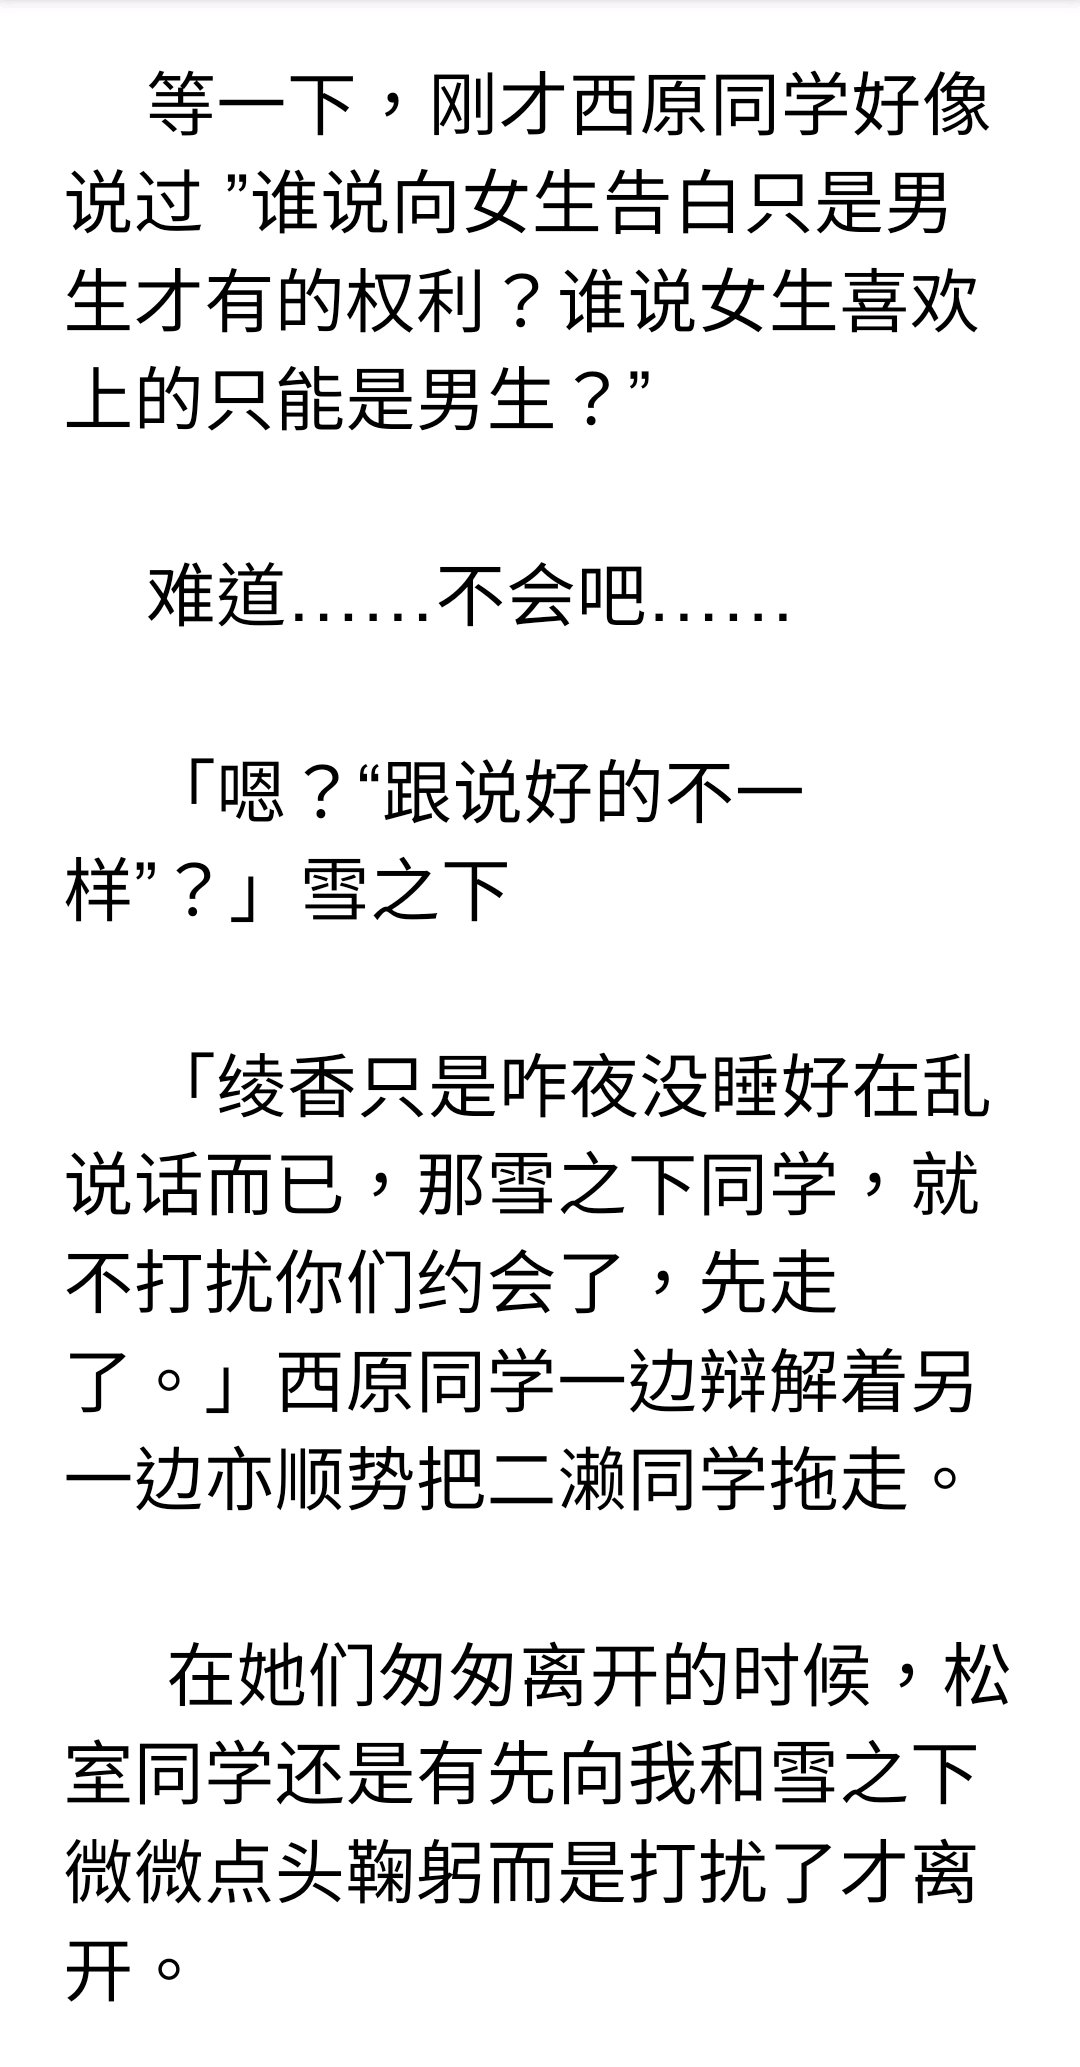 等一下，刚才西原同学好像
说过 ”谁说向女生告白只是男
生才有的权利？谁说女生喜欢
上的只能是男生？”
难道……不会吧……
「嗯？“跟说好的不一
样”？」雪之下
「绫香只是咋夜没睡好在乱
说话而已，那雪之下同学，就
不打扰你们约会了，先走
了。」西原同学一边辩解着另
一边亦顺势把二濑同学拖走。
在她们匆匆离开的时候，松
室同学还是有先向我和雪之下
微微点头鞠躬而是打扰了才离
开。